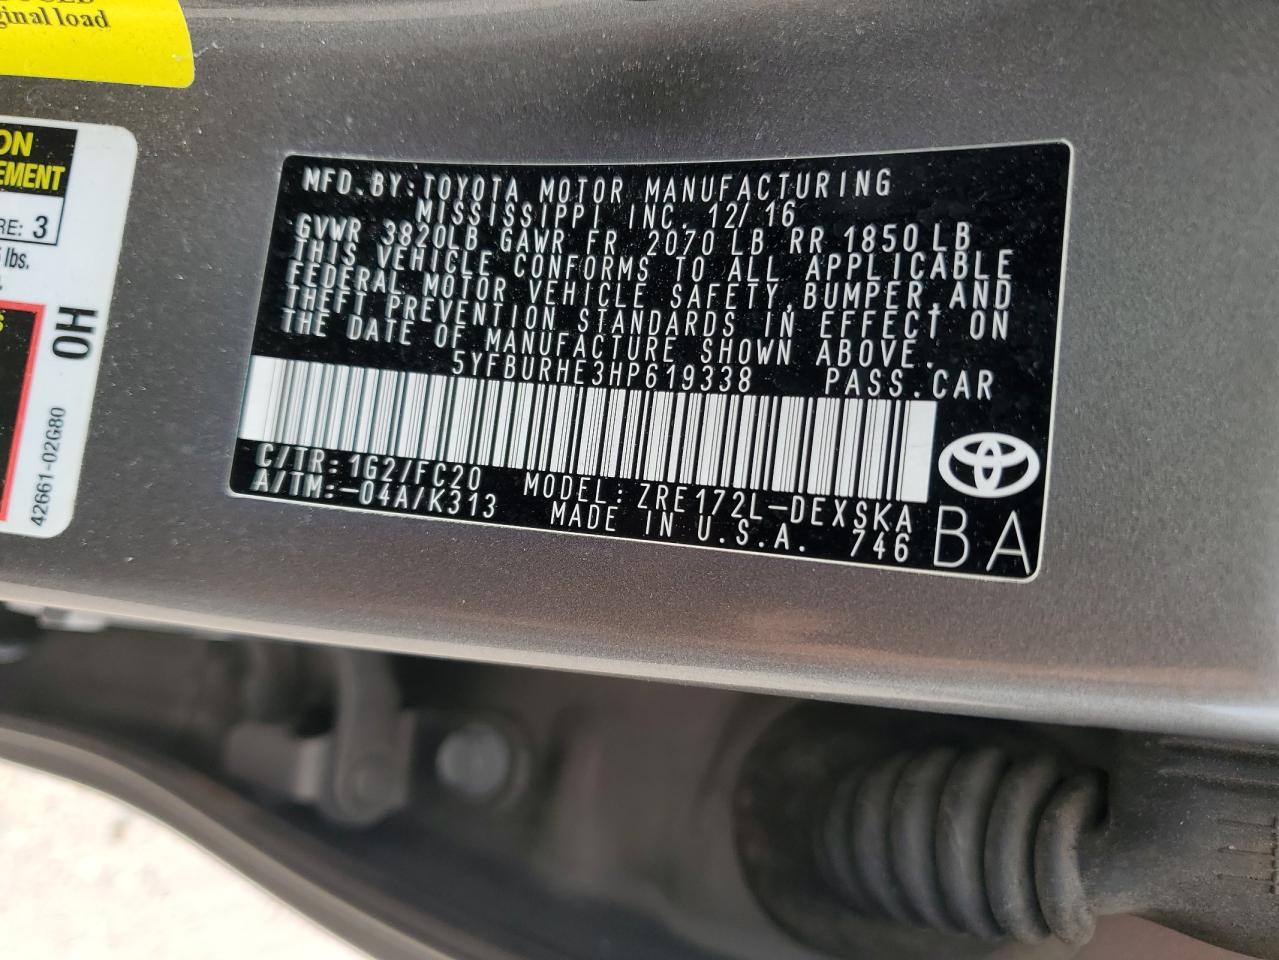 ginal load
ON
EMENT
RE: 3
5 lbs.
OH
42661-02G80
MFD. BY: TOYOTA MOTOR MANUFACTURING
MISSISSIPPI, INC. 12/16
GVWR 3820LB GAWR FR 2070 LB RR 1850 LB
THIS VEHICLE CONFORMS TO ALL APPLICABLE
FEDERAL MOTOR VEHICLE SAFETY, BUMPER, AND
THEFT PREVENTION STANDARDS IN EFFECT ON
THE DATE OF MANUFACTURE SHOWN ABOVE.
5YFBURHE3HP619338 PASS.CAR
C/TR: 1G2/FC20
A/TM:-04A/K313
MODEL: ZRE172L-DEXSKA
MADE IN U.S.A. 746
BA